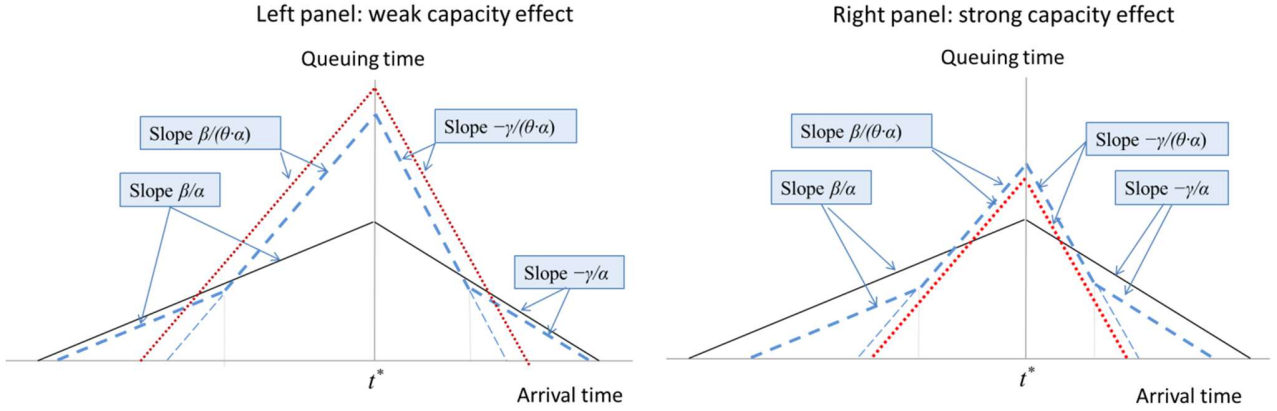 Left panel: weak capacity effect
Queuing time
Slope β/(θ·α)
Slope −γ/(θ·α)
Slope β/α
Slope −γ/α
t*
Arrival time
Right panel: strong capacity effect
Queuing time
Slope β/(θ·α)
Slope −γ/(θ·α)
Slope β/α
Slope −γ/α
t*
Arrival time